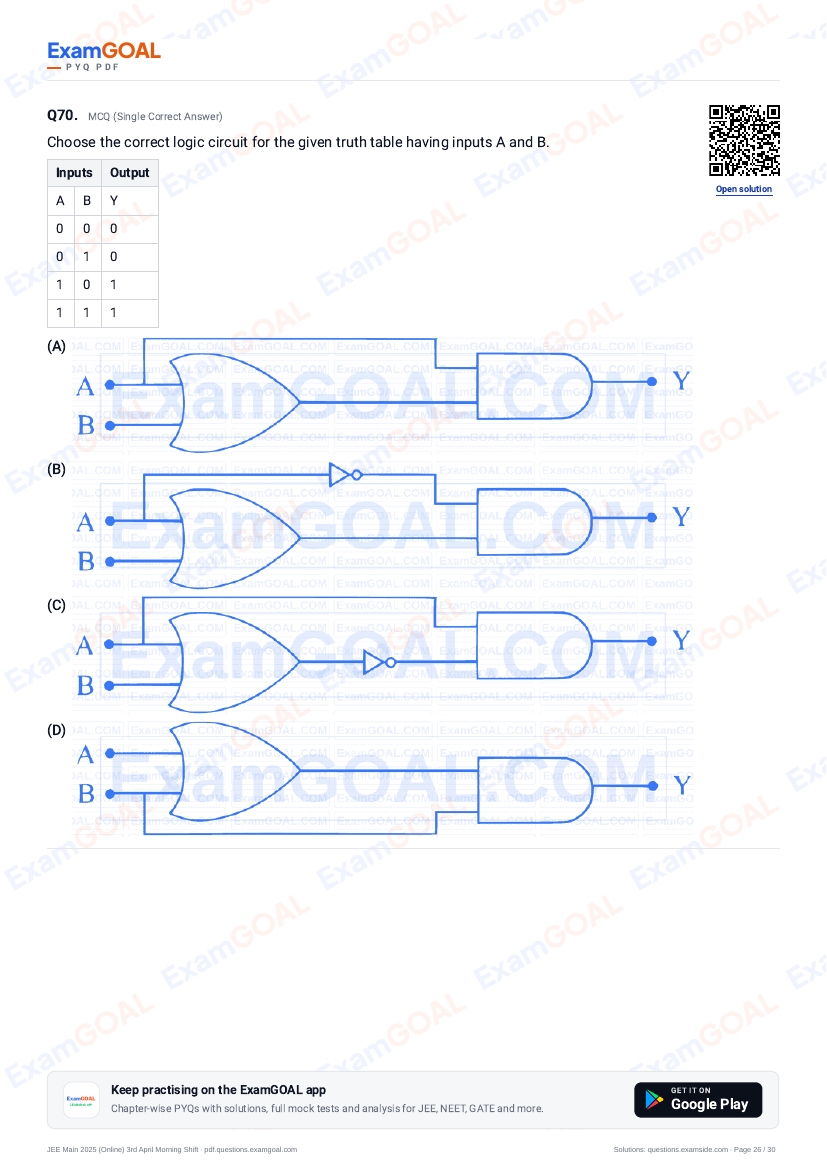 ExamGOAL
PYQ PDF
Q70. MCQ (Single Correct Answer)
Choose the correct logic circuit for the given truth table having inputs A and B.
Open solution
Inputs Output
A B Y
0 0 0
0 1 0
1 0 1
1 1 1
(A)
A
B
Y
(B)
A
B
Y
(C)
A
B
Y
(D)
A
B
Y
ExamGOAL.COM
Keep practising on the ExamGOAL app
Chapter-wise PYQs with solutions, full mock tests and analysis for JEE, NEET, GATE and more.
GET IT ON
Google Play
JEE Main 2025 (Online) 3rd April Morning Shift · pdf.questions.examgoal.com
Solutions: questions.examside.com · Page 26 / 30